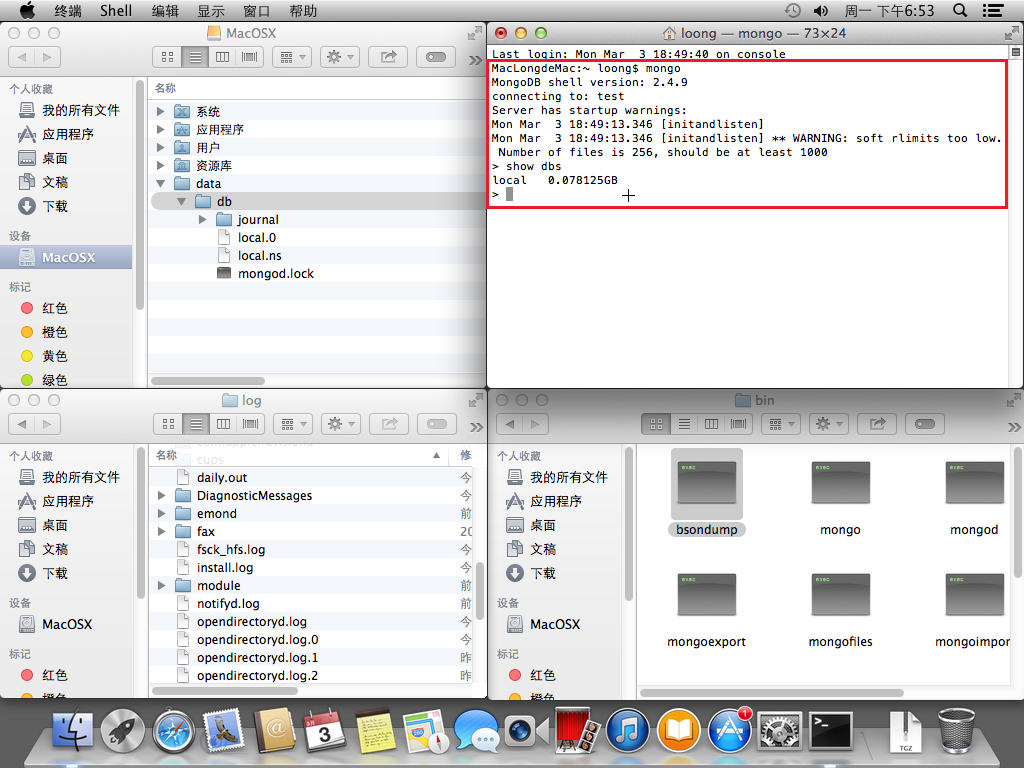 终端 Shell 编辑 显示 窗口 帮助 周一 下午6:53
MacOSX
个人收藏
我的所有文件
应用程序
桌面
文稿
下载
设备
MacOSX
标记
红色
橙色
黄色
绿色
名称
系统
应用程序
用户
资源库
data
db
journal
local.0
local.ns
mongod.lock
loong — mongo — 73×24
Last login: Mon Mar  3 18:49:40 on console
MacLongdeMac:~ loong$ mongo
MongoDB shell version: 2.4.9
connecting to: test
Server has startup warnings:
Mon Mar  3 18:49:13.346 [initandlisten]
Mon Mar  3 18:49:13.346 [initandlisten] ** WARNING: soft rlimits too low.
 Number of files is 256, should be at least 1000
> show dbs
local   0.078125GB
>
log
个人收藏
我的所有文件
应用程序
桌面
文稿
下载
设备
MacOSX
标记
红色
橙色
名称 修
cups
daily.out 今
DiagnosticMessages 今
emond 前
fax 20
fsck_hfs.log 今
install.log 今
module 前
notifyd.log 前
opendirectoryd.log 今
opendirectoryd.log.0 今
opendirectoryd.log.1 昨
opendirectoryd.log.2 昨
bin
个人收藏
我的所有文件
应用程序
桌面
文稿
下载
设备
MacOSX
标记
红色
橙色
exec exec exec
bsondump mongo mongod
exec exec exec
mongoexport mongofiles mongoimpor
3
1
TGZ